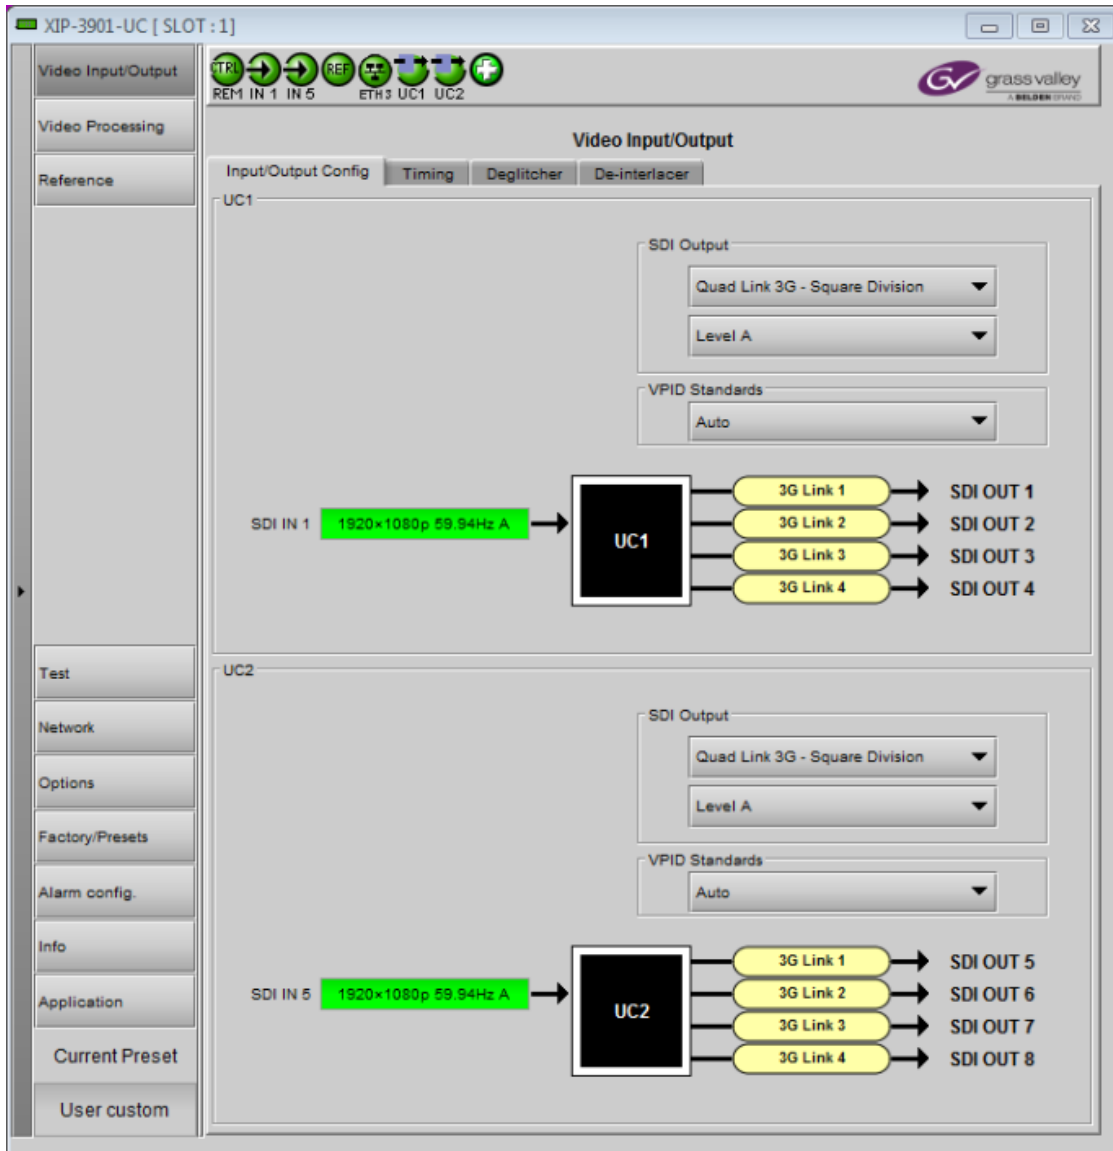 XIP-3901-UC [ SLOT : 1]
Video Input/Output
Video Processing
Reference
Test
Network
Options
Factory/Presets
Alarm config.
Info
Application
Current Preset
User custom
CTRL REF
REM IN 1 IN 5 ETH 3 UC1 UC2
grass valley
A BELDEN BRAND
Video Input/Output
Input/Output Config Timing Deglitcher De-interlacer
UC1
SDI Output
Quad Link 3G - Square Division
Level A
VPID Standards
Auto
3G Link 1 SDI OUT 1
SDI IN 1 1920×1080p 59.94Hz A 3G Link 2 SDI OUT 2
UC1
3G Link 3 SDI OUT 3
3G Link 4 SDI OUT 4
UC2
SDI Output
Quad Link 3G - Square Division
Level A
VPID Standards
Auto
3G Link 1 SDI OUT 5
SDI IN 5 1920×1080p 59.94Hz A 3G Link 2 SDI OUT 6
UC2
3G Link 3 SDI OUT 7
3G Link 4 SDI OUT 8